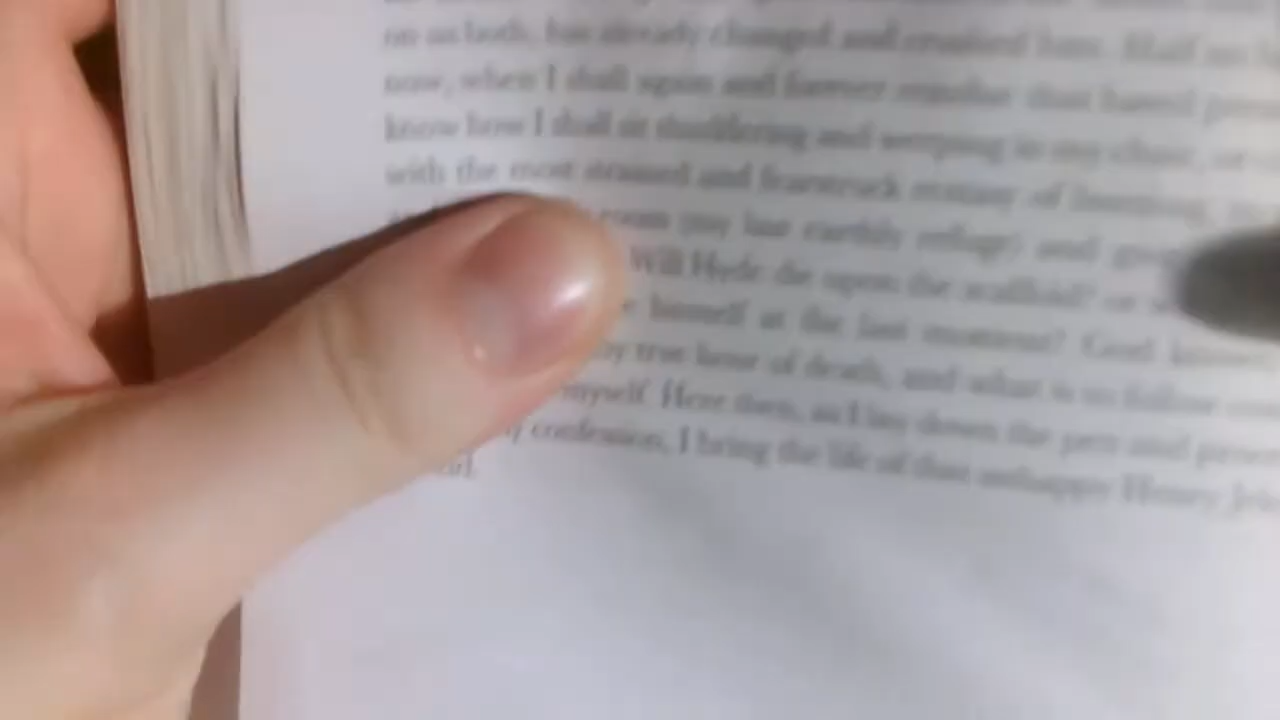 on us both, has already changed and crushed him. Half an
now, when I shall again and forever reindue that hated
know how I shall sit shuddering and weeping in my chair, or
with the most strained and fearstruck ecstasy of listening,
room (my last earthly refuge) and
Will Hyde die upon the scaffold? or
himself at the last moment? God knows;
true hour of death, and what is to follow
myself. Here then, as I lay down the pen and
confession, I bring the life of that unhappy Henry